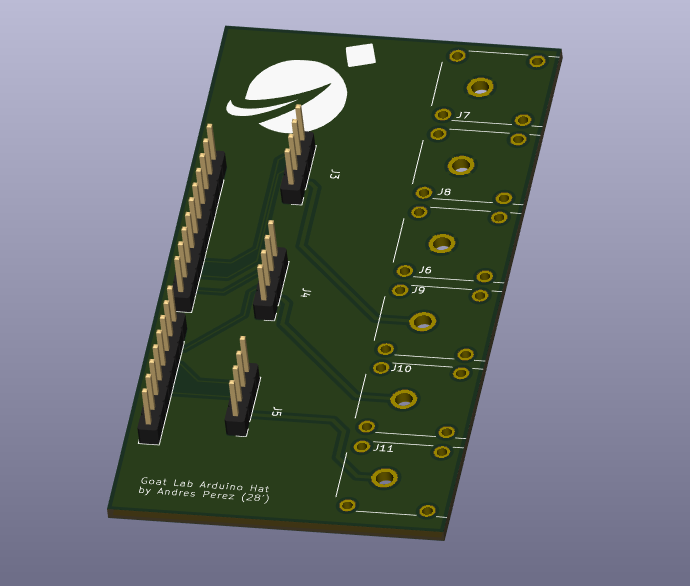 J7
J3
J8
J6
J4
J9
J10
J5
J11
Goat Lab Arduino Hat
by Andres Perez (28')